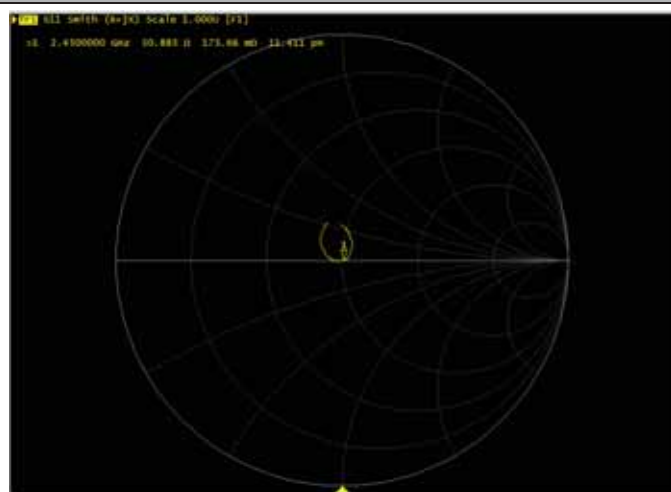 Tr1 S11 Smith (R+jX) Scale 1.000U [F1]
>1 2.4500000 GHz 50.883 Ω 175.66 mΩ 11.411 pH